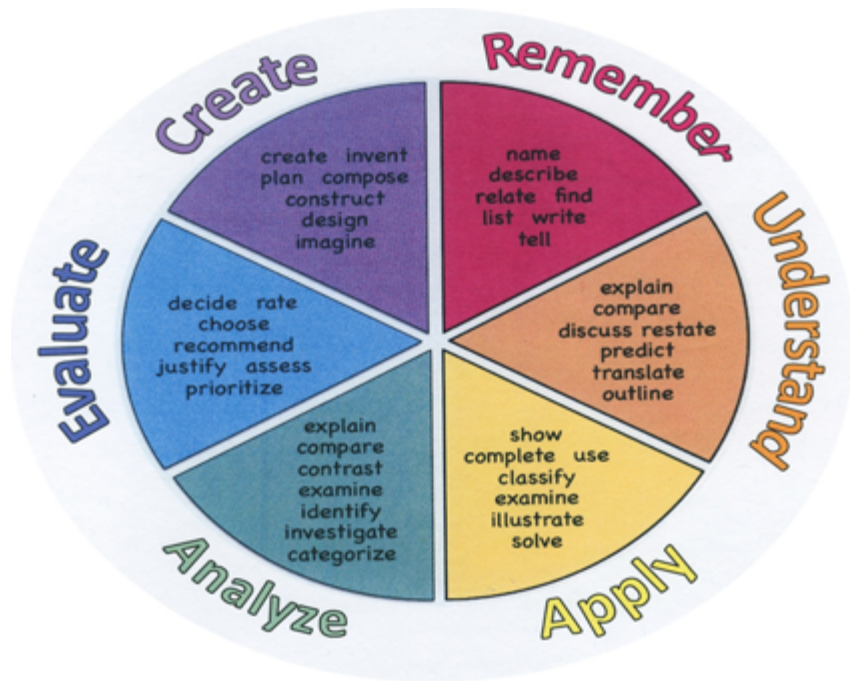 Remember
name
describe
relate find
list write
tell
Understand
explain
compare
discuss restate
predict
translate
outline
Apply
show
complete use
classify
examine
illustrate
solve
Analyze
explain
compare
contrast
examine
identify
investigate
categorize
Evaluate
decide rate
choose
recommend
justify assess
prioritize
Create
create invent
plan compose
construct
design
imagine